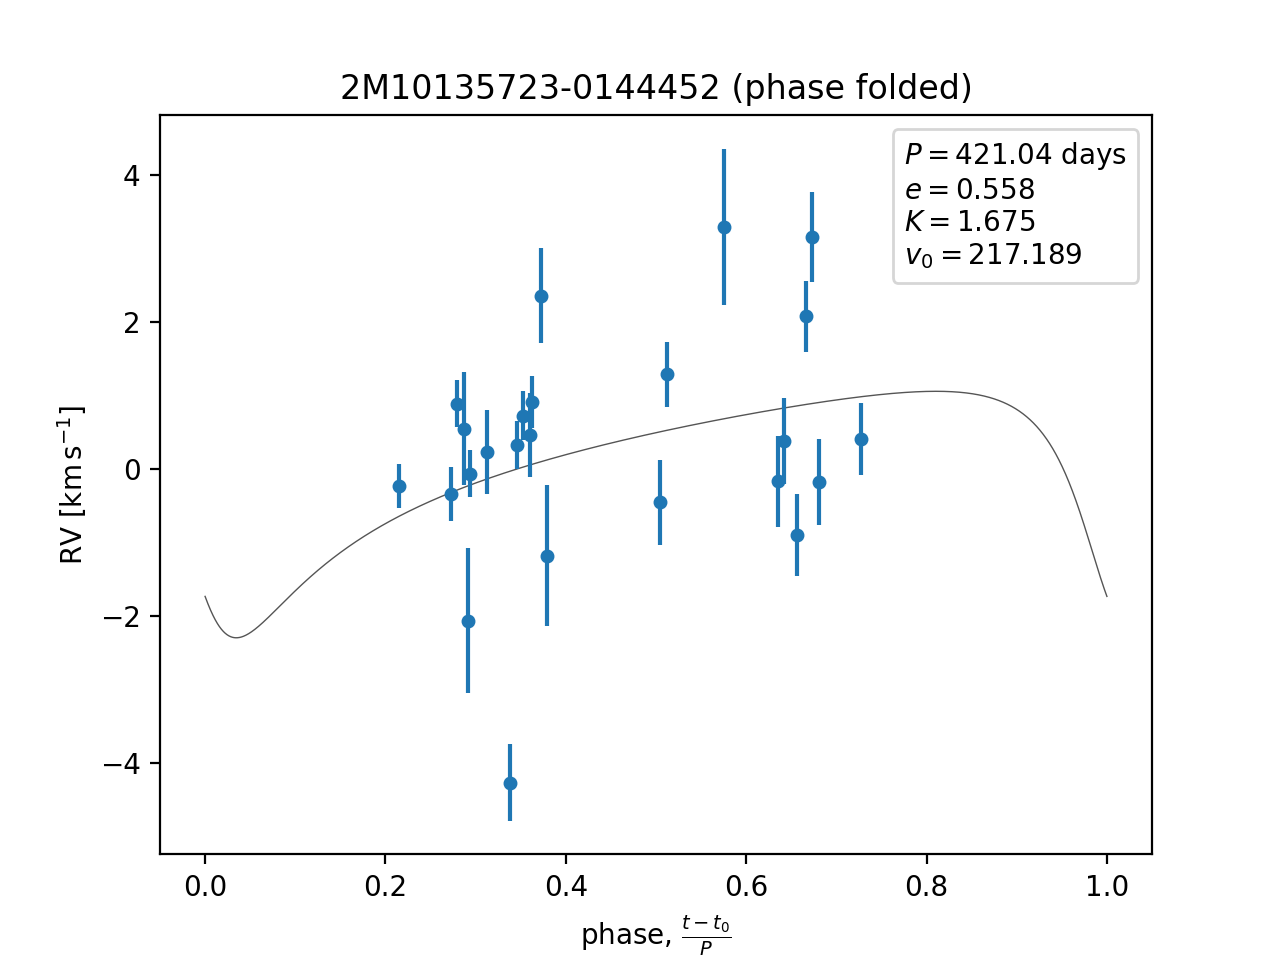 2M10135723-0144452 (phase folded)
P = 421.04 days
e = 0.558
K = 1.675
v₀ = 217.189
RV [km s⁻¹]
4
2
0
−2
−4
0.0 0.2 0.4 0.6 0.8 1.0
phase, (t − t₀)/P